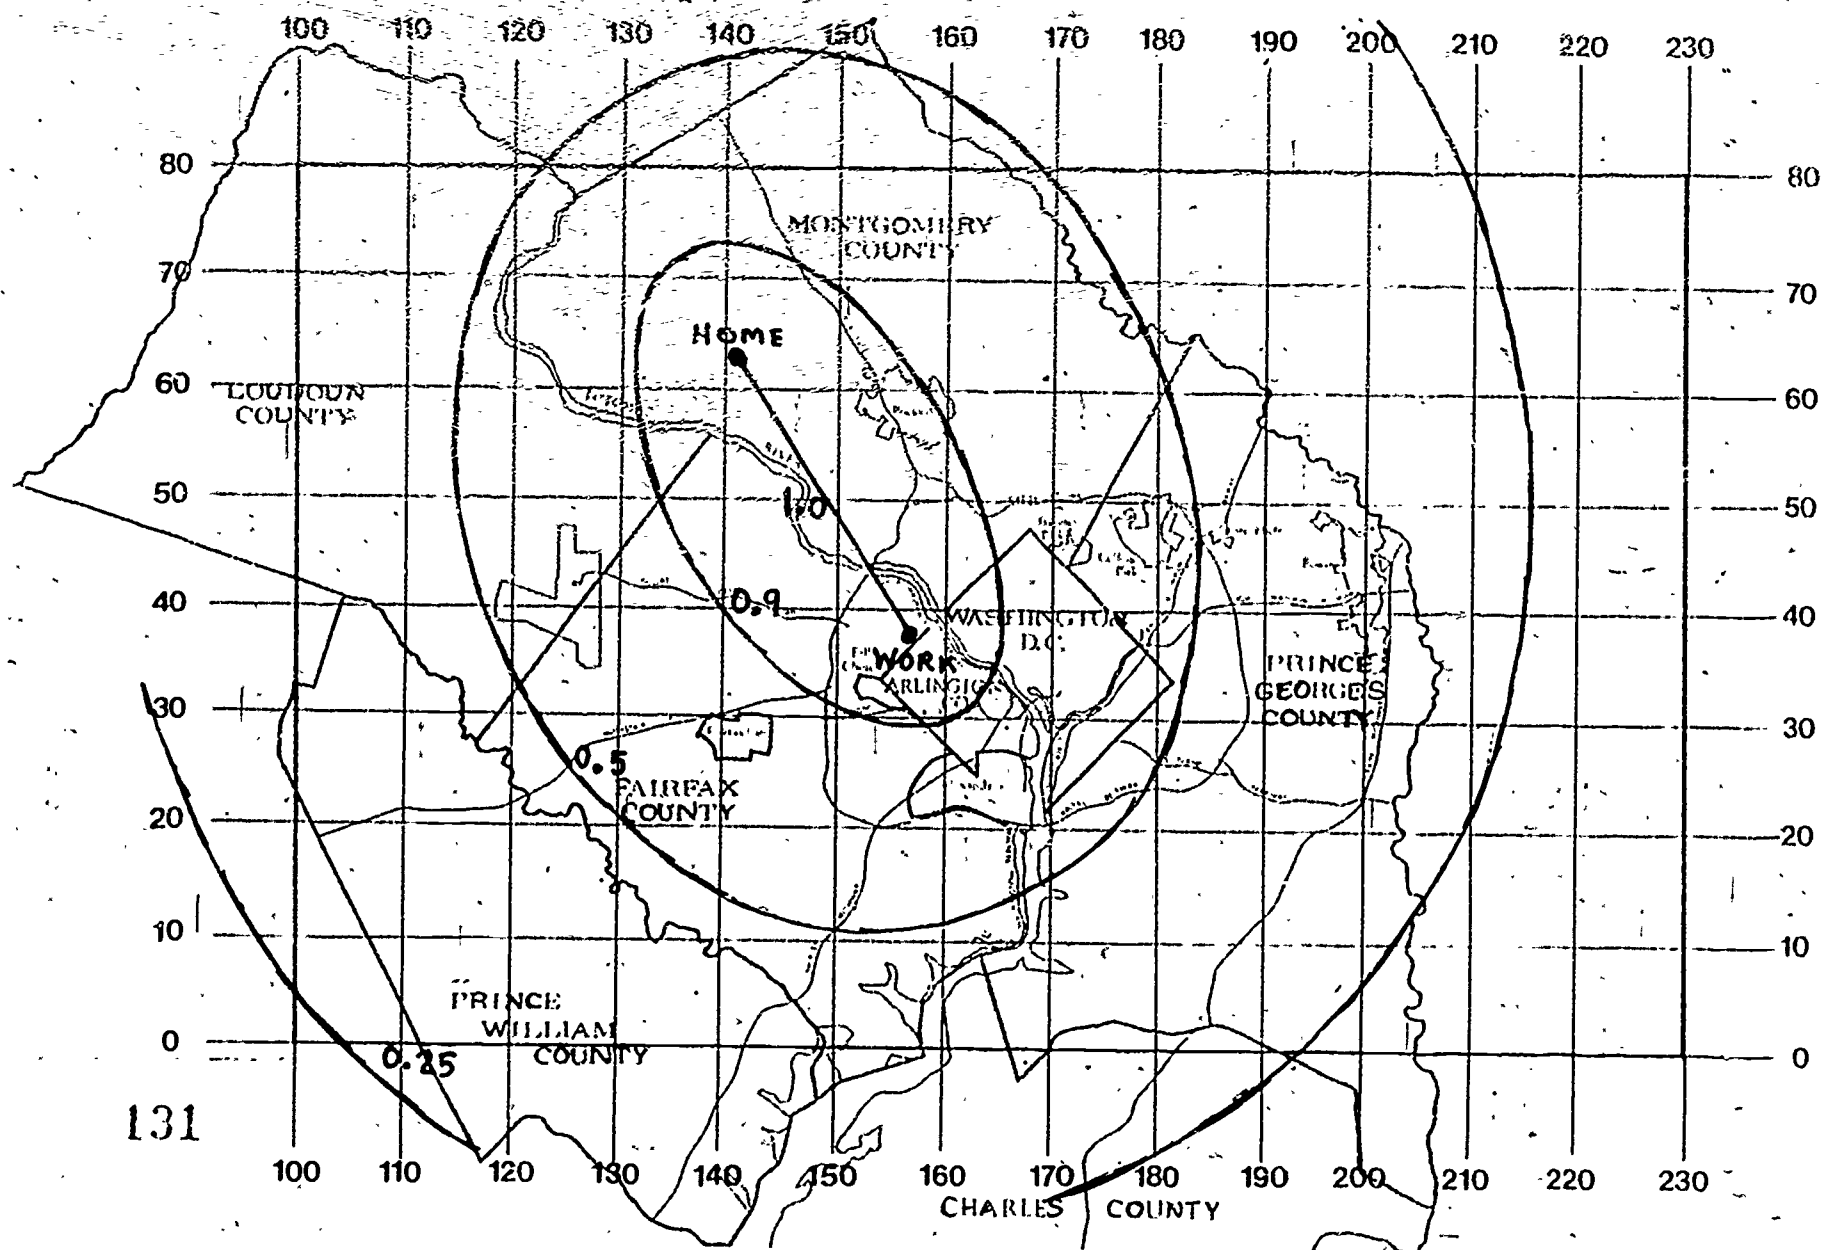 100 110 120 130 140 150 160 170 180 190 200 210 220 230
80 80
MONTGOMERY
COUNTY
70 70
HOME
60 60
LOUDOUN
COUNTY
RIVER
50 50
1.0
40 40
0.9
WASHINGTON
D.C.
WORK
ARLINGTON
PRINCE
GEORGES
COUNTY
30 30
0.5
FAIRFAX
COUNTY
20 20
10 10
PRINCE
WILLIAM
COUNTY
0 0
0.25
131
100 110 120 130 140 150 160 170 180 190 200 210 220 230
CHARLES COUNTY